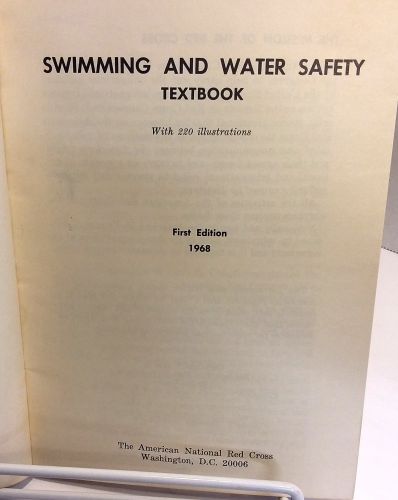 SWIMMING AND WATER SAFETY
TEXTBOOK
With 220 illustrations
First Edition
1968
The American National Red Cross
Washington, D.C. 20006